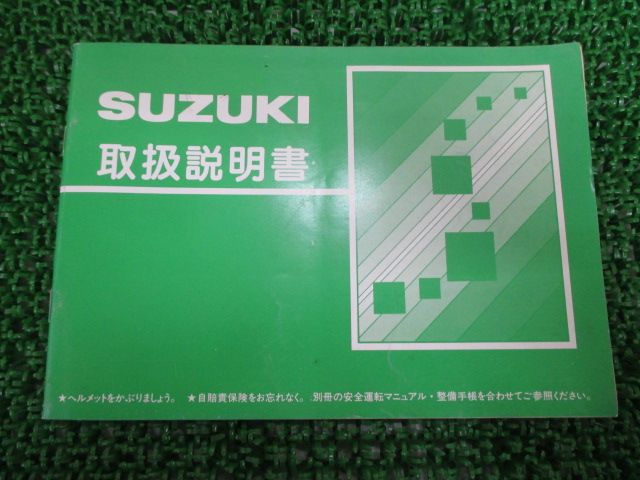 SUZUKI
取扱説明書
★ヘルメットをかぶりましょう。 ★自賠責保険をお忘れなく。 別冊の安全運転マニュアル・整備手帳を合わせてご参照ください。